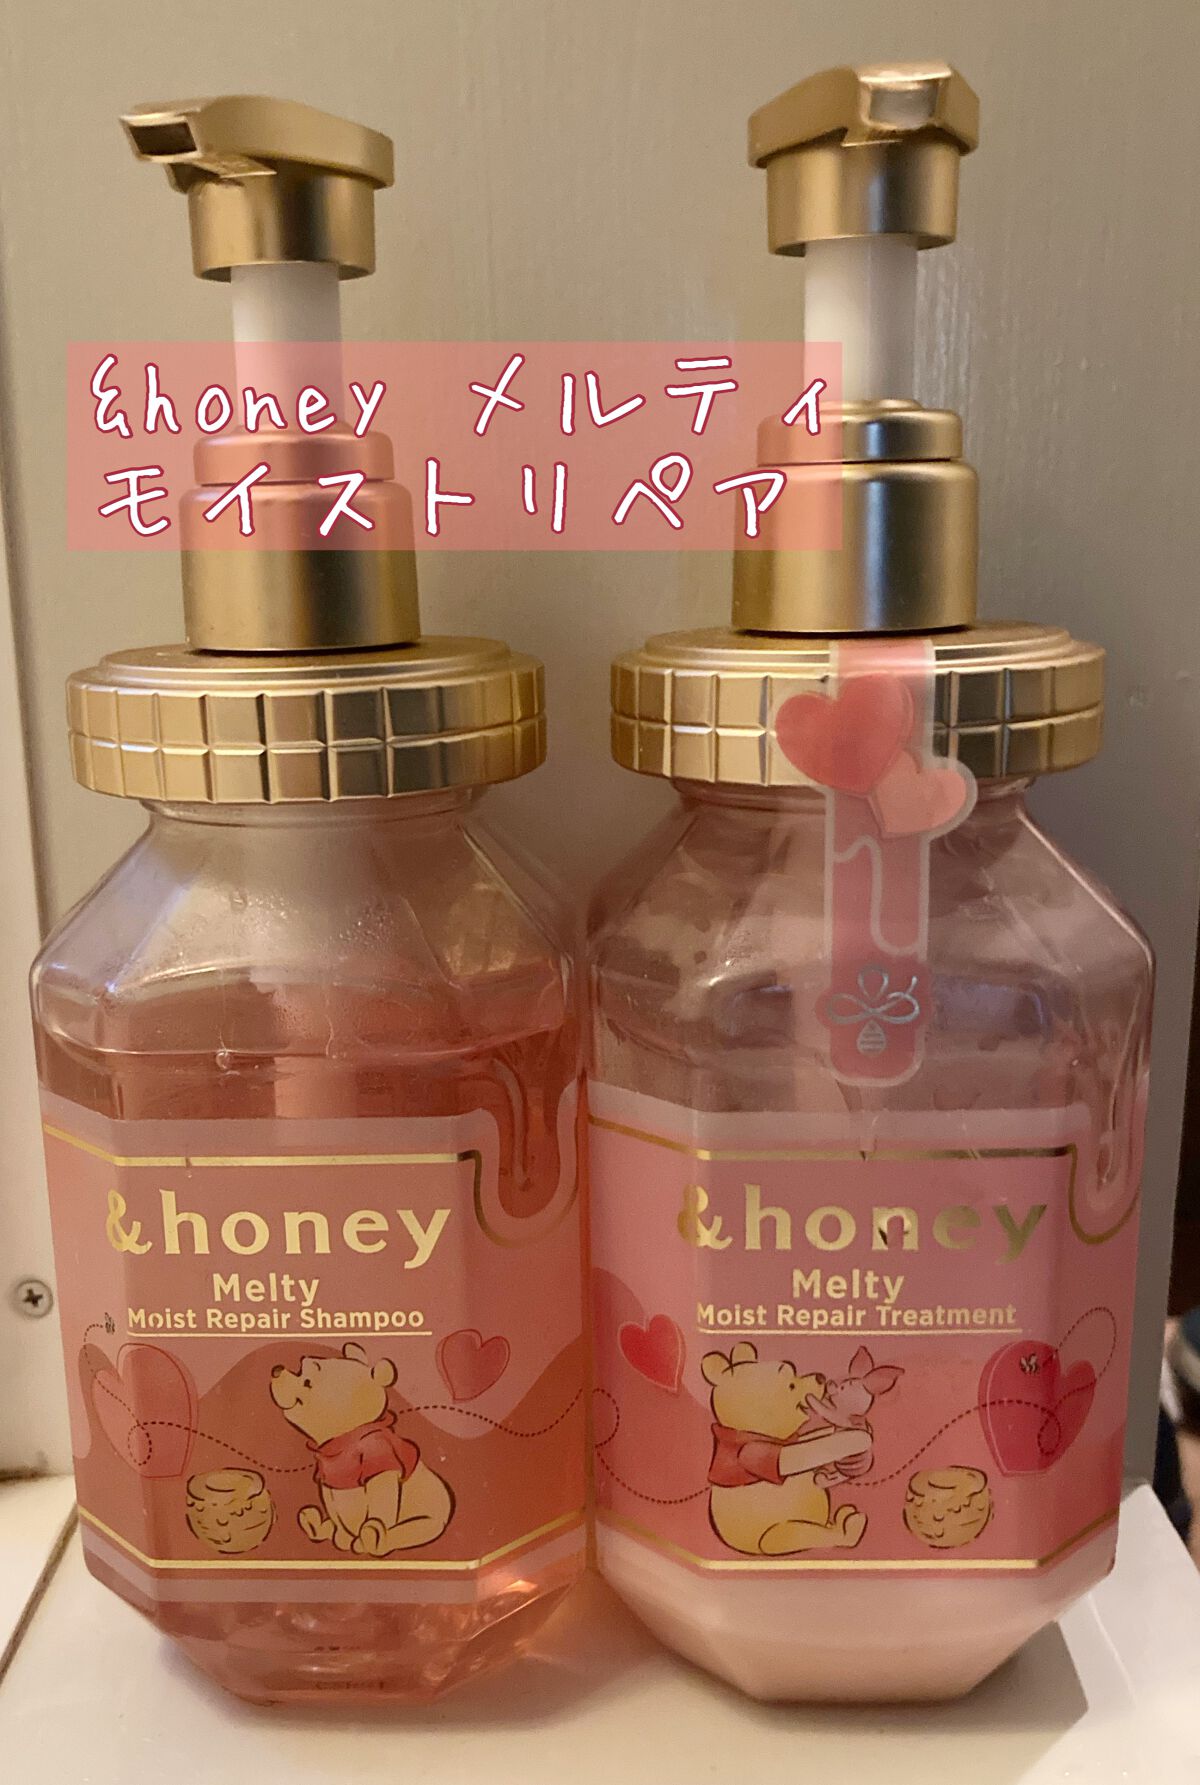 &honey メルティ
モイストリペア
&honey
Melty
Moist Repair Shampoo
&honey
Melty
Moist Repair Treatment